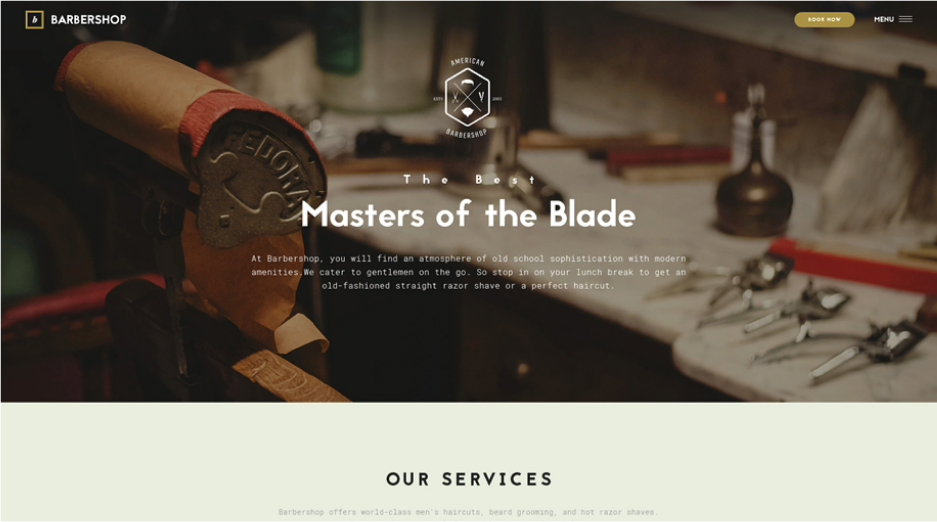 b BARBERSHOP
BOOK NOW
MENU
AMERICAN
Y
BARBERSHOP
The Best
EDORA
Masters of the Blade
At Barbershop, you will find an atmosphere of old school sophistication with modern
amenities.We cater to gentlemen on the go. So stop in on your lunch break to get an
old-fashioned straight razor shave or a perfect haircut.
OUR SERVICES
Barbershop offers world-class men's haircuts, beard grooming, and hot razor shaves.